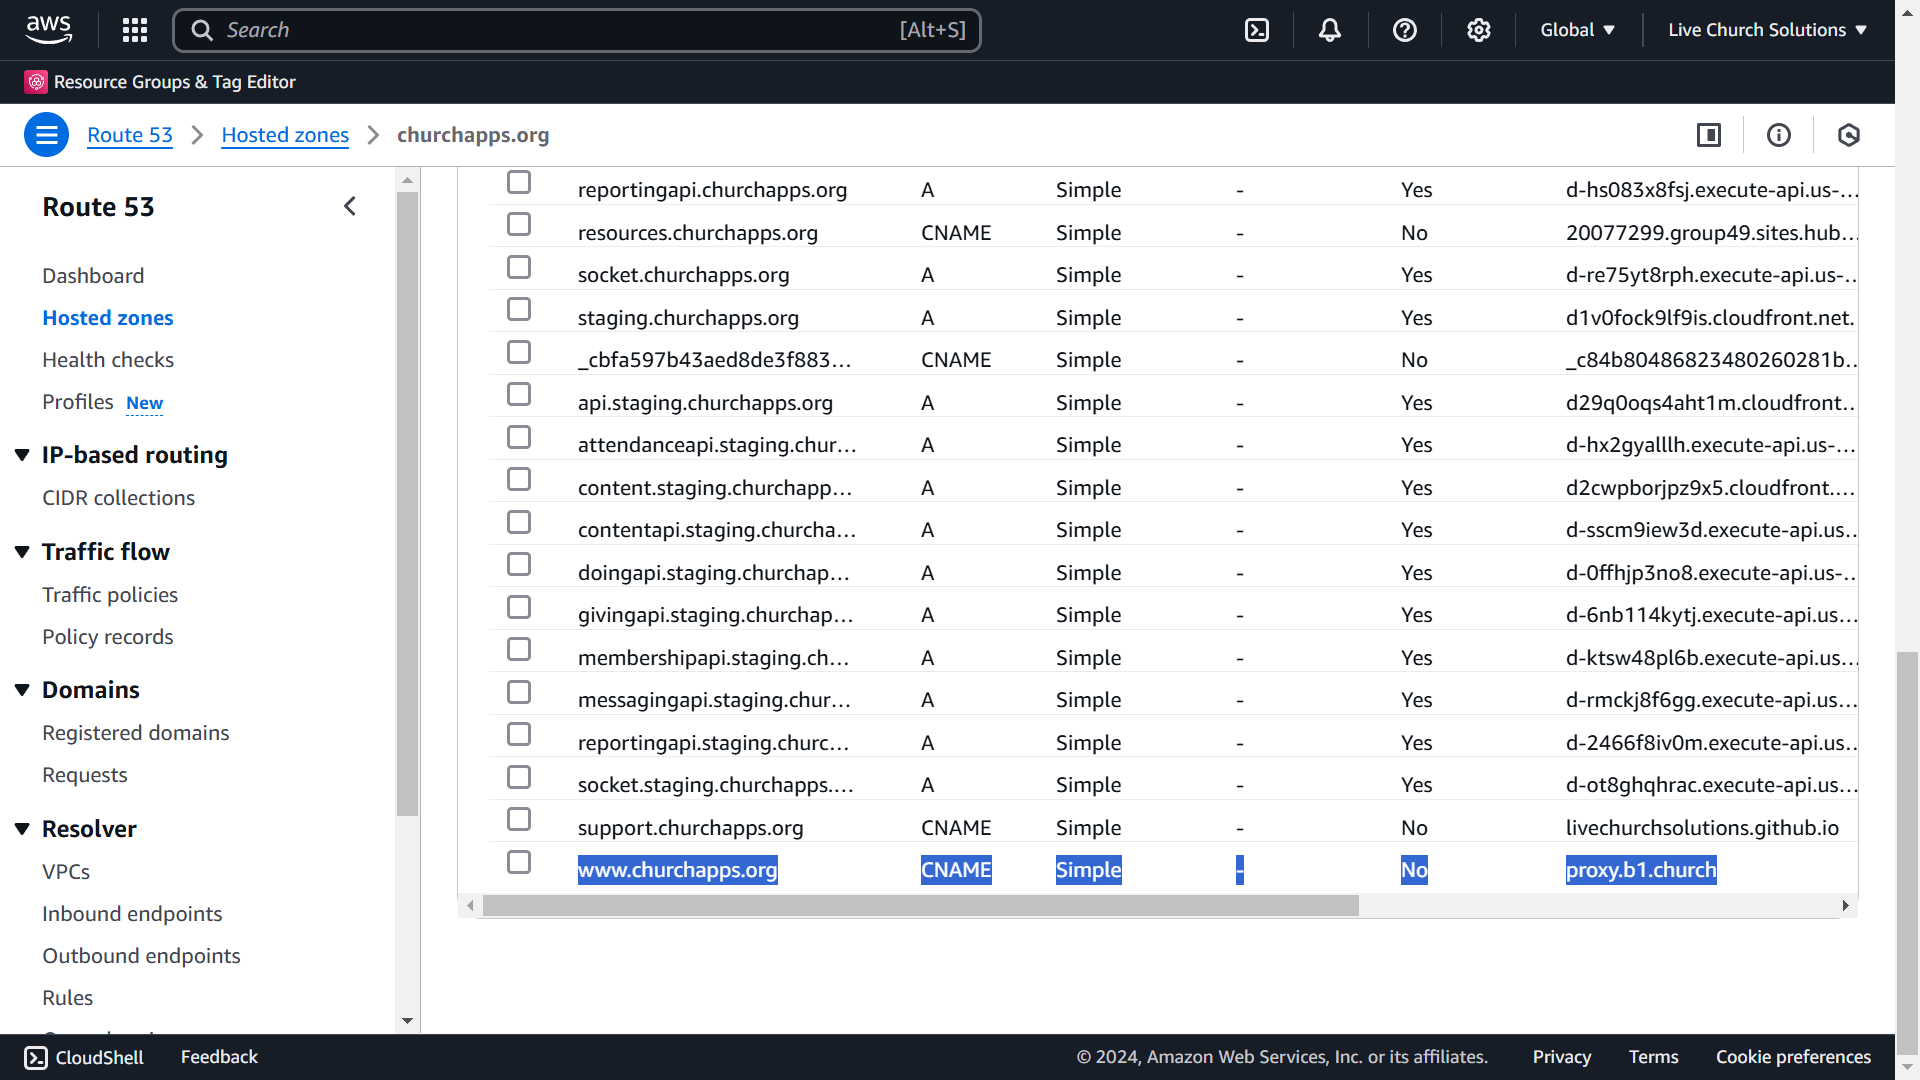 aws Search [Alt+S] Global Live Church Solutions
Resource Groups & Tag Editor
Route 53 Hosted zones churchapps.org
Route 53
Dashboard
Hosted zones
Health checks
Profiles New
IP-based routing
CIDR collections
Traffic flow
Traffic policies
Policy records
Domains
Registered domains
Requests
Resolver
VPCs
Inbound endpoints
Outbound endpoints
Rules
reportingapi.churchapps.org A Simple - Yes d-hs083x8fsj.execute-api.us-...
resources.churchapps.org CNAME Simple - No 20077299.group49.sites.hub...
socket.churchapps.org A Simple - Yes d-re75yt8rph.execute-api.us-...
staging.churchapps.org A Simple - Yes d1v0fock9lf9is.cloudfront.net.
_cbfa597b43aed8de3f883... CNAME Simple - No _c84b80486823480260281b...
api.staging.churchapps.org A Simple - Yes d29q0oqs4aht1m.cloudfront...
attendanceapi.staging.chur... A Simple - Yes d-hx2gyalllh.execute-api.us-...
content.staging.churchapp... A Simple - Yes d2cwpborjpz9x5.cloudfront....
contentapi.staging.churcha... A Simple - Yes d-sscm9iew3d.execute-api.us...
doingapi.staging.churchap... A Simple - Yes d-0ffhjp3no8.execute-api.us-...
givingapi.staging.churchap... A Simple - Yes d-6nb114kytj.execute-api.us...
membershipapi.staging.ch... A Simple - Yes d-ktsw48pl6b.execute-api.us...
messagingapi.staging.chur... A Simple - Yes d-rmckj8f6gg.execute-api.us...
reportingapi.staging.churc... A Simple - Yes d-2466f8iv0m.execute-api.us...
socket.staging.churchapps.... A Simple - Yes d-ot8ghqhrac.execute-api.us...
support.churchapps.org CNAME Simple - No livechurchsolutions.github.io
www.churchapps.org CNAME Simple - No proxy.b1.church
CloudShell Feedback © 2024, Amazon Web Services, Inc. or its affiliates. Privacy Terms Cookie preferences